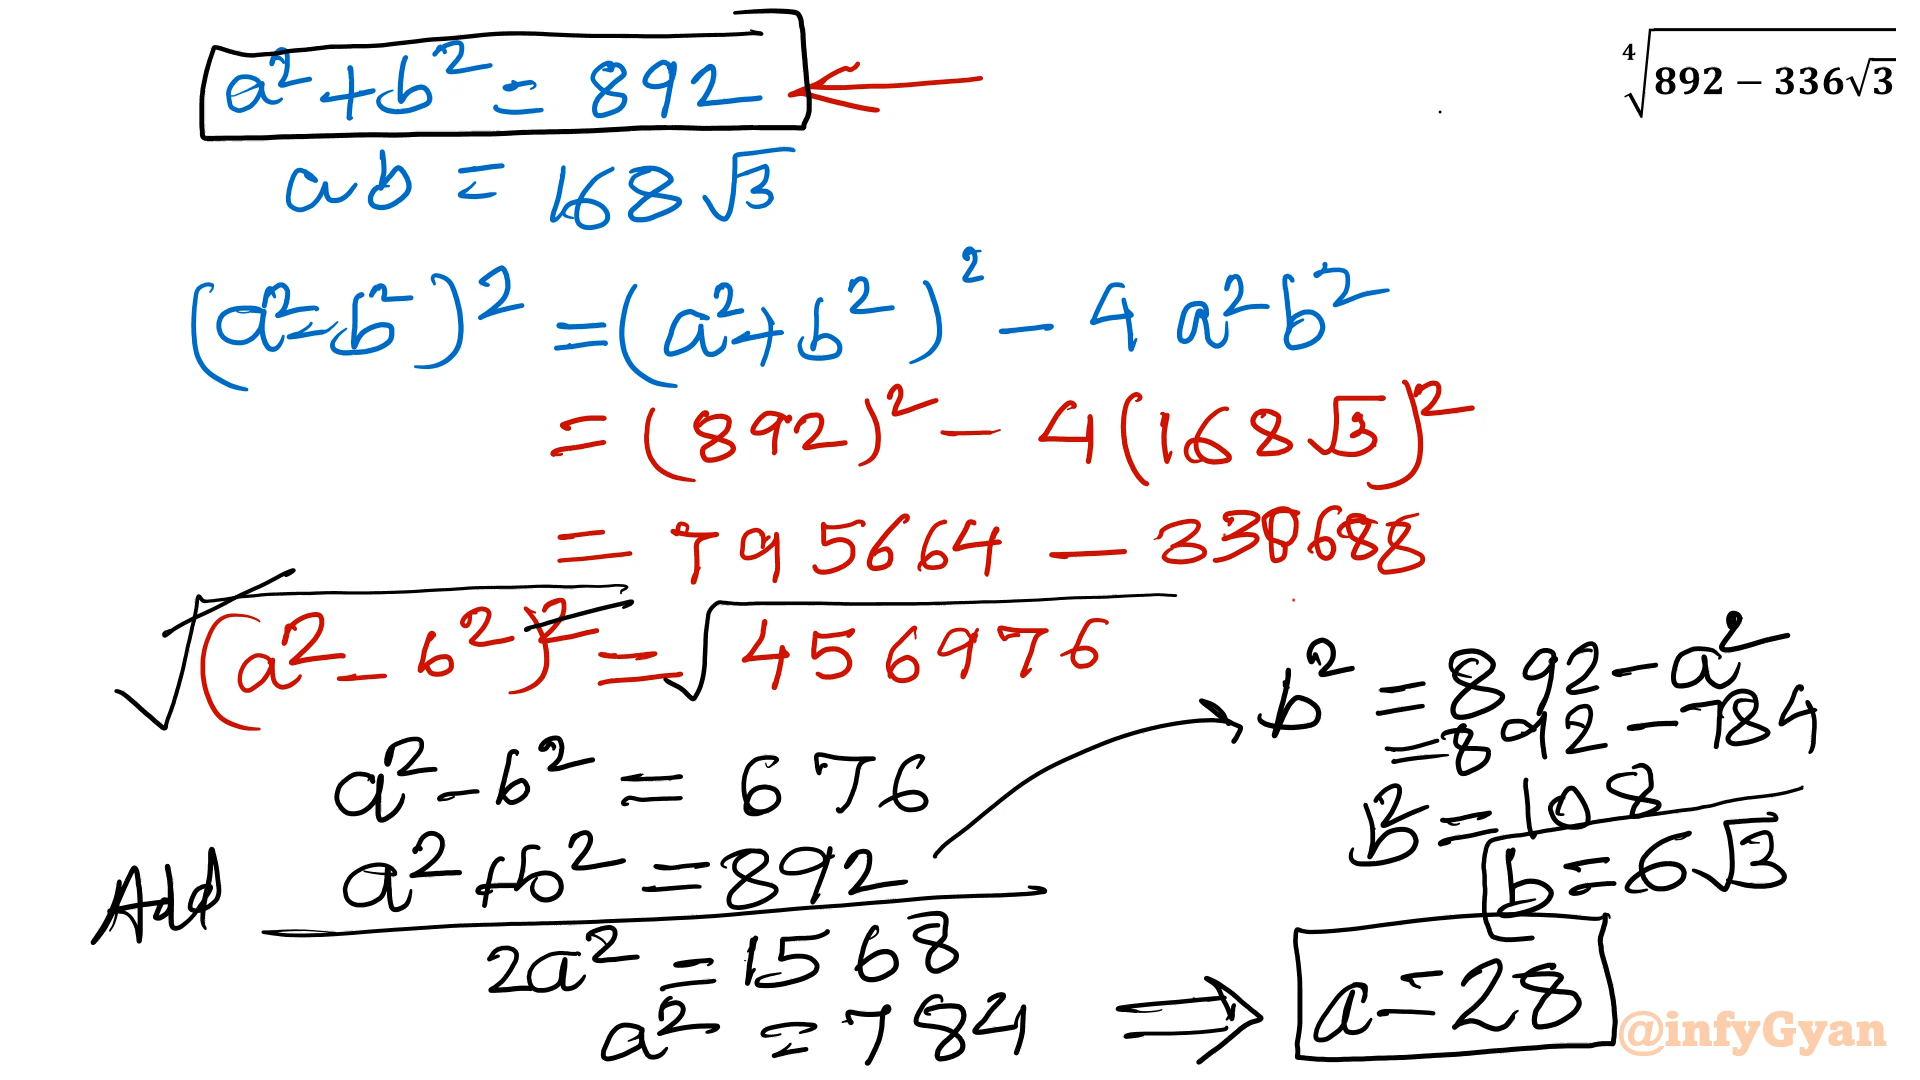 a² + b² = 892
⁴√(892 − 336√3)
ab = 168√3
(a² − b²)² = (a² + b²)² − 4a²b²
= (892)² − 4(168√3)²
= 795664 − 338688
√(a² − b²)² = √456976
a² − b² = 676
Add a² + b² = 892
2a² = 1568
a² = 784 ⇒ a = 28
b² = 892 − a²
= 892 − 784
b² = 108
b = 6√3
@infyGyan